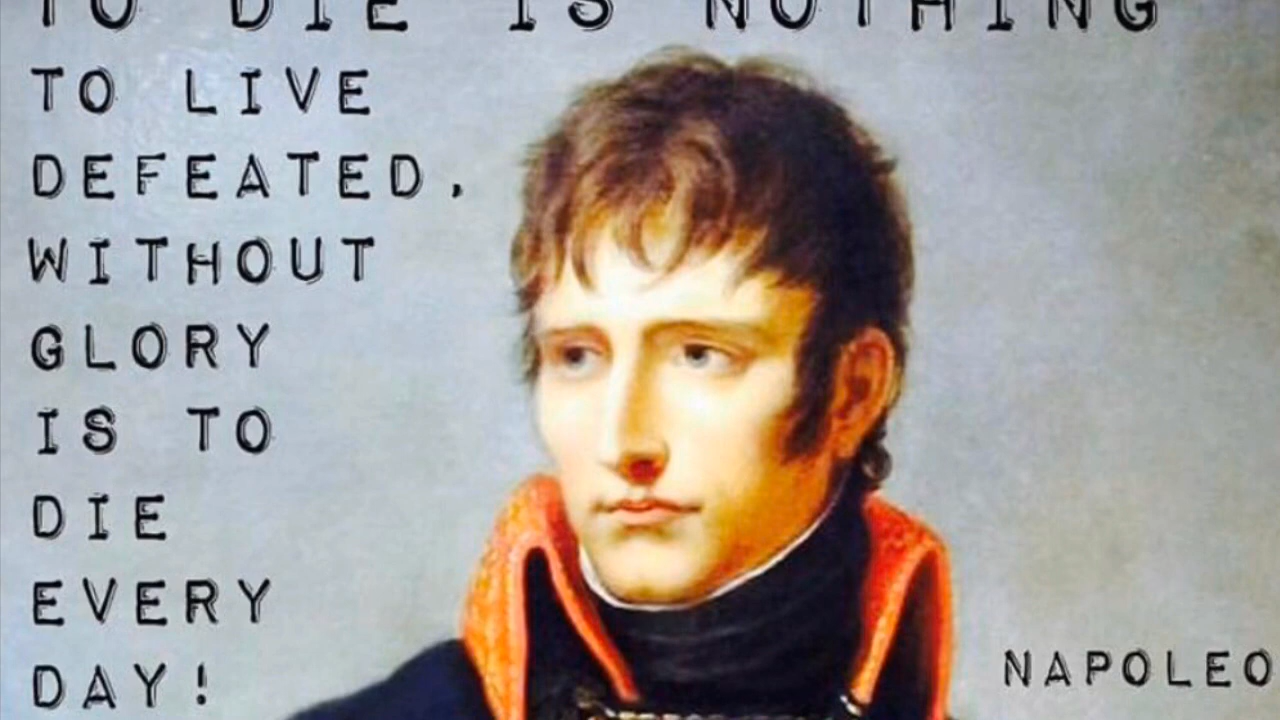 TO DIE IS NOTHING
TO LIVE
DEFEATED.
WITHOUT
GLORY
IS TO
DIE
EVERY
DAY!
NAPOLEO